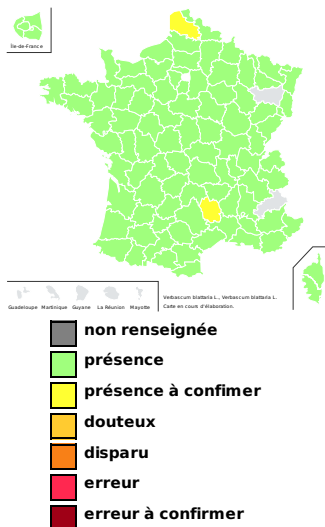 Île-de-France
Guadeloupe Martinique Guyane La Réunion Mayotte
Verbascum blattaria L., Verbascum blattaria L.
Carte en cours d'élaboration.
non renseignée
présence
présence à confimer
douteux
disparu
erreur
erreur à confirmer